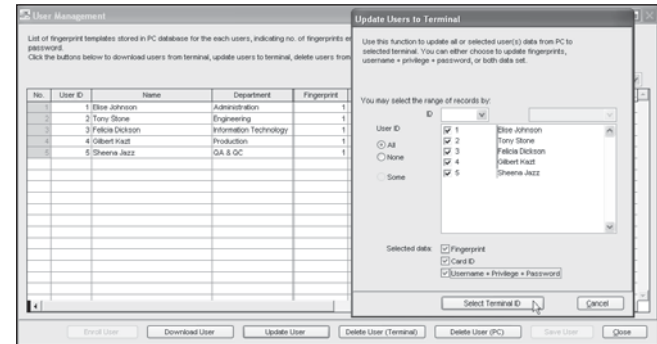 User Management
List of fingerprint templates stored in PC database for the each users, indicating no. of fingerprints e
password.
Click the buttons below to download users from terminal, update users to terminal, delete users from
No. User ID Name Department Fingerprint
1 1 Elise Johnson Administration 1
2 2 Tony Stone Engineering 1
3 3 Felicia Dickson Information Technology 1
4 4 Gilbert Kazt Production 1
5 5 Sheena Jazz QA & QC 1
Update Users to Terminal
Use this function to update all or selected user(s) data from PC to
selected terminal. You can either choose to update fingerprints,
username + privilege + password, or both data set.
You may select the range of records by:
ID
User ID
All
None
Some
1 Elise Johnson
2 Tony Stone
3 Felicia Dickson
4 Gilbert Kazt
5 Sheena Jazz
Selected data:
Fingerprint
Card ID
Username + Privilege + Password
Select Terminal ID Cancel
Enroll User Download User Update User Delete User (Terminal) Delete User (PC) Save User Close